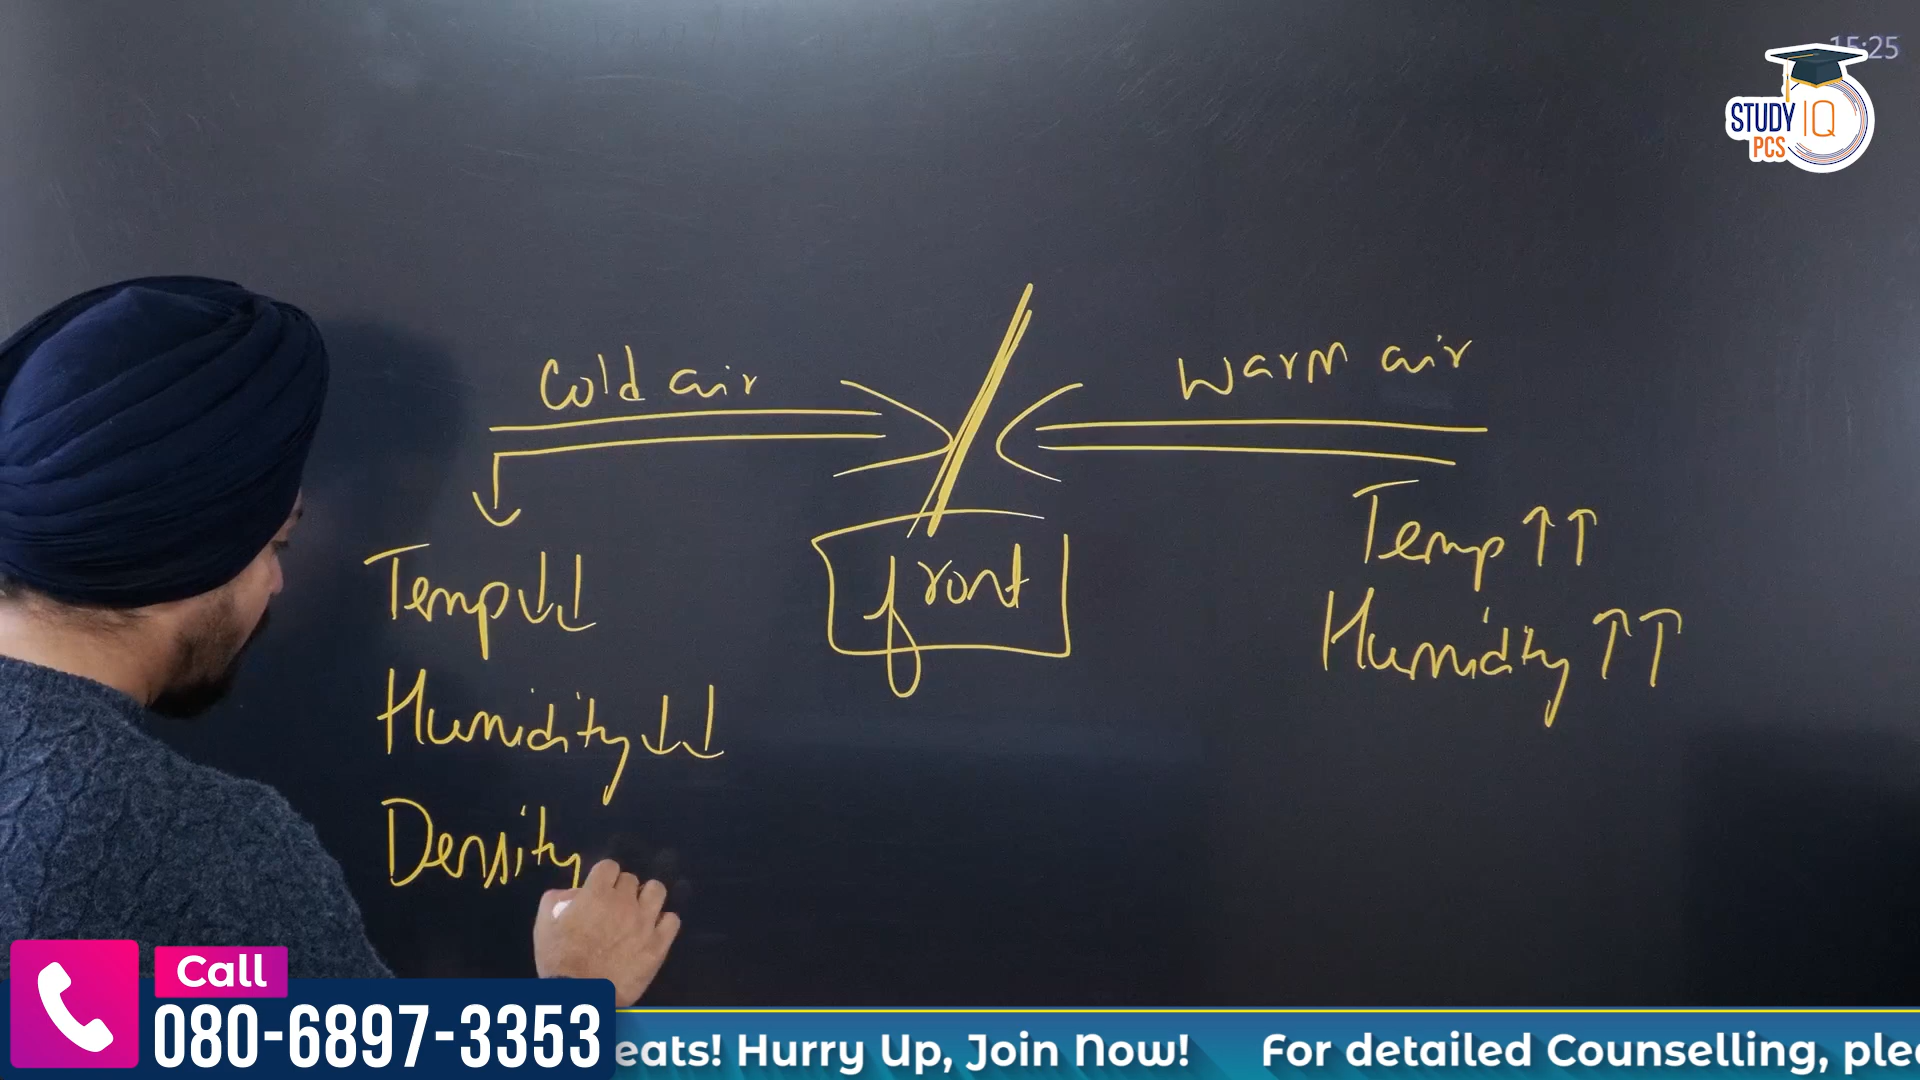 15:25
STUDY IQ
PCS
Cold air
Warm air
Temp↓↓
Humidity↓↓
Density
front
Temp↑↑
Humidity↑↑
Call
080-6897-3353
eats! Hurry Up, Join Now! For detailed Counselling, plea